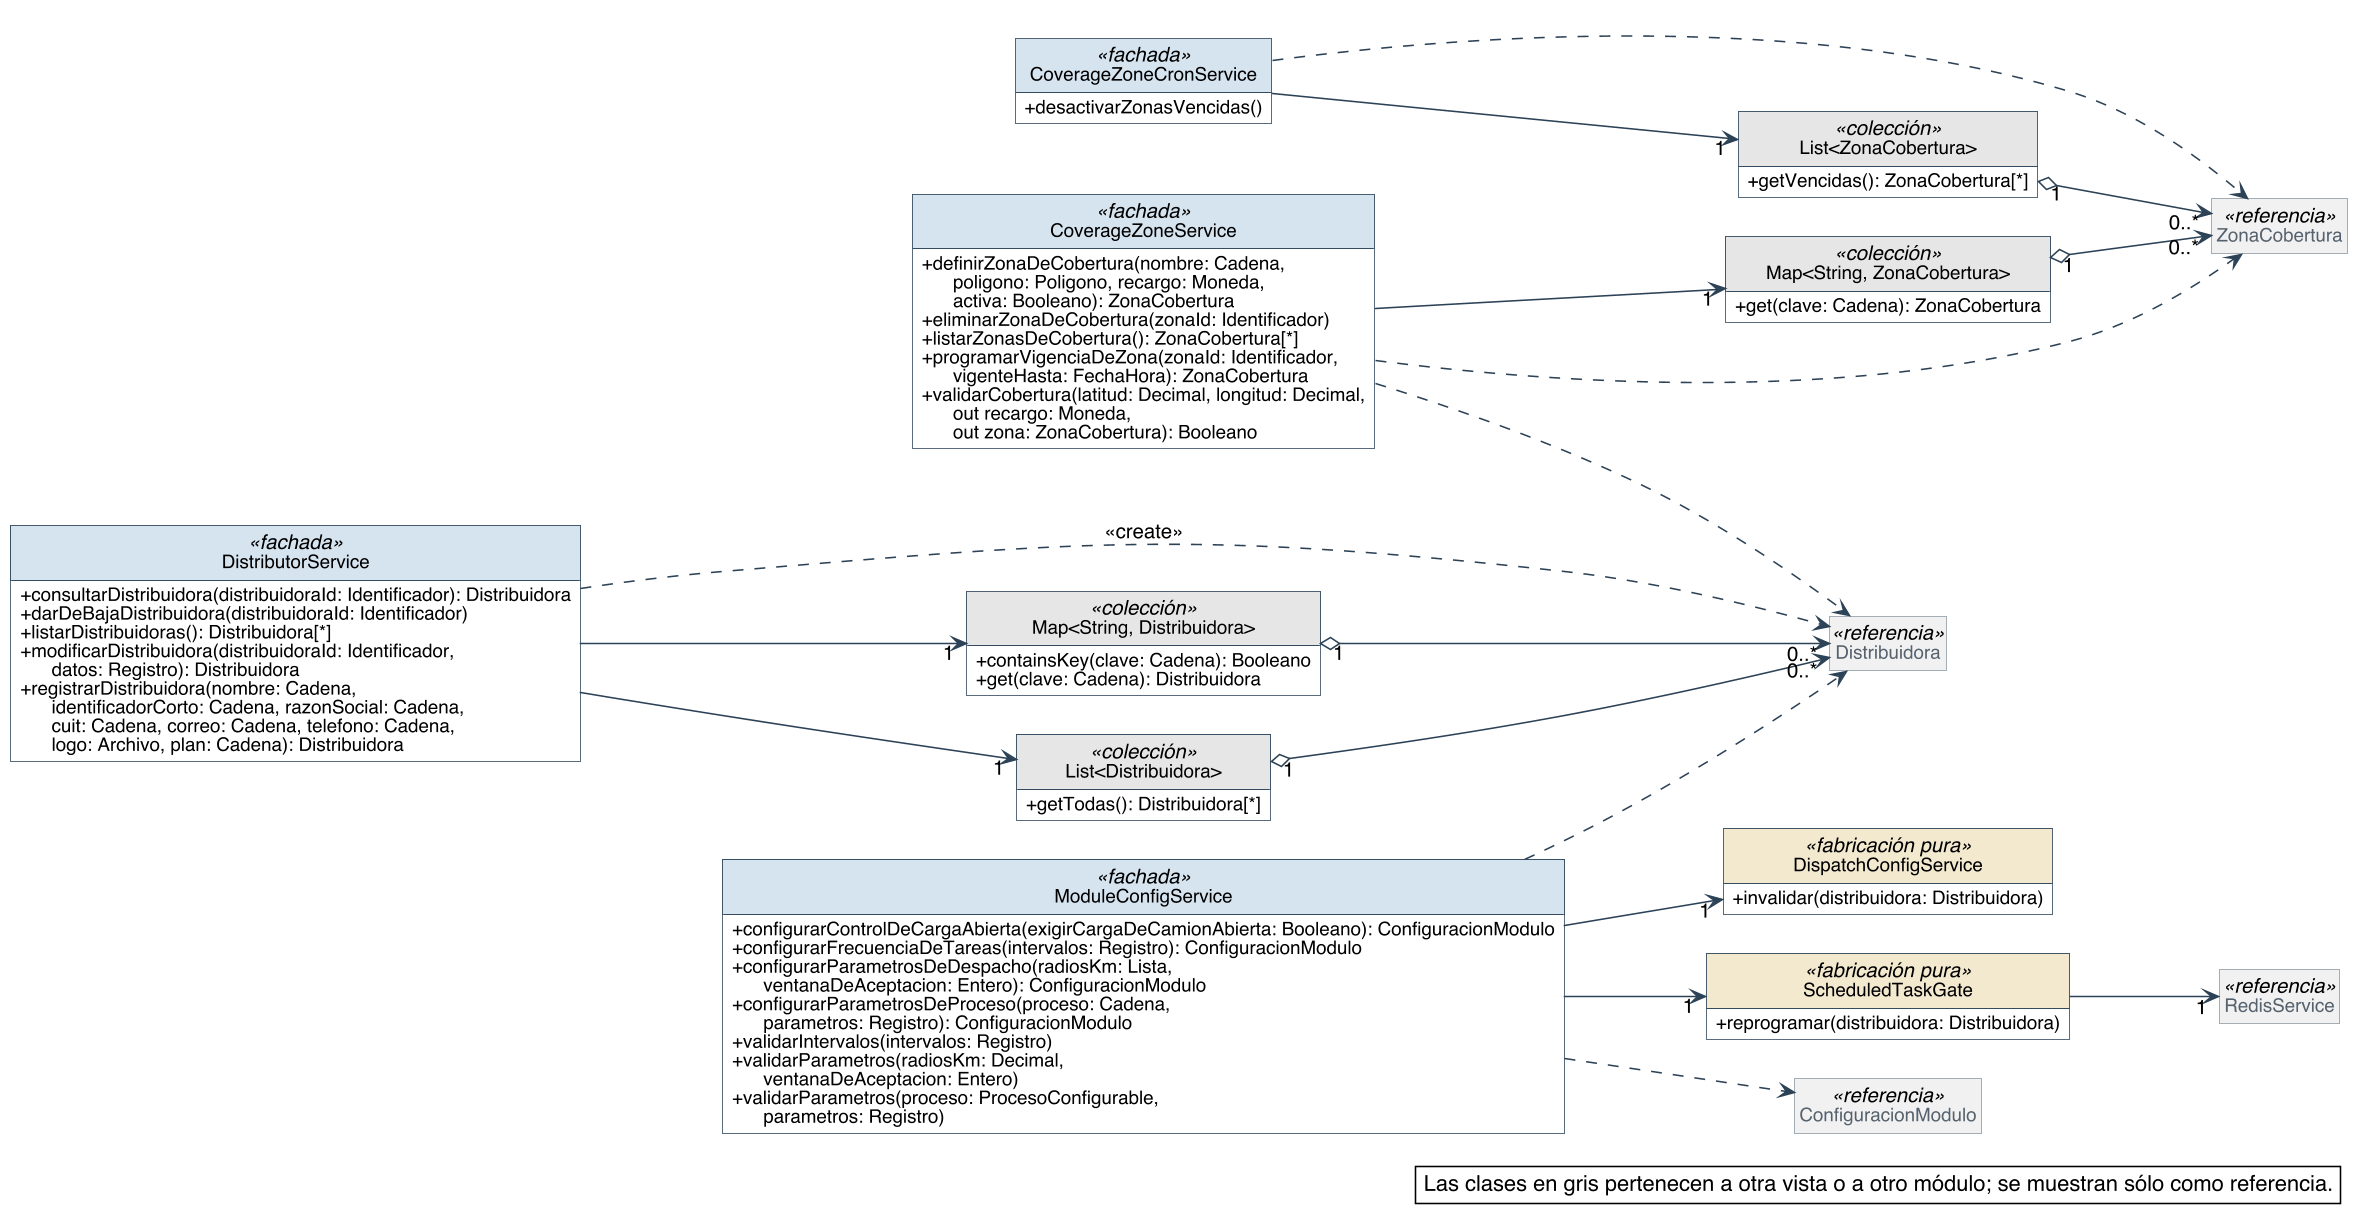 «fachada»
CoverageZoneCronService
+desactivarZonasVencidas()
1
«colección»
List<ZonaCobertura>
+getVencidas(): ZonaCobertura[*]
1
0..*
«referencia»
ZonaCobertura
«fachada»
CoverageZoneService
+definirZonaDeCobertura(nombre: Cadena,
poligono: Poligono, recargo: Moneda,
activa: Booleano): ZonaCobertura
+eliminarZonaDeCobertura(zonaId: Identificador)
+listarZonasDeCobertura(): ZonaCobertura[*]
+programarVigenciaDeZona(zonaId: Identificador,
vigenteHasta: FechaHora): ZonaCobertura
+validarCobertura(latitud: Decimal, longitud: Decimal,
out recargo: Moneda,
out zona: ZonaCobertura): Booleano
1
«colección»
Map<String, ZonaCobertura>
+get(clave: Cadena): ZonaCobertura
1
0..*
«fachada»
DistributorService
+consultarDistribuidora(distribuidoraId: Identificador): Distribuidora
+darDeBajaDistribuidora(distribuidoraId: Identificador)
+listarDistribuidoras(): Distribuidora[*]
+modificarDistribuidora(distribuidoraId: Identificador,
datos: Registro): Distribuidora
+registrarDistribuidora(nombre: Cadena,
identificadorCorto: Cadena, razonSocial: Cadena,
cuit: Cadena, correo: Cadena, telefono: Cadena,
logo: Archivo, plan: Cadena): Distribuidora
«create»
1
«colección»
Map<String, Distribuidora>
+containsKey(clave: Cadena): Booleano
+get(clave: Cadena): Distribuidora
1
0..*
«referencia»
Distribuidora
1
«colección»
List<Distribuidora>
+getTodas(): Distribuidora[*]
1
0..*
«fachada»
ModuleConfigService
+configurarControlDeCargaAbierta(exigirCargaDeCamionAbierta: Booleano): ConfiguracionModulo
+configurarFrecuenciaDeTareas(intervalos: Registro): ConfiguracionModulo
+configurarParametrosDeDespacho(radiosKm: Lista,
ventanaDeAceptacion: Entero): ConfiguracionModulo
+configurarParametrosDeProceso(proceso: Cadena,
parametros: Registro): ConfiguracionModulo
+validarIntervalos(intervalos: Registro)
+validarParametros(radiosKm: Decimal,
ventanaDeAceptacion: Entero)
+validarParametros(proceso: ProcesoConfigurable,
parametros: Registro)
1
«fabricación pura»
DispatchConfigService
+invalidar(distribuidora: Distribuidora)
1
«fabricación pura»
ScheduledTaskGate
+reprogramar(distribuidora: Distribuidora)
1
«referencia»
RedisService
«referencia»
ConfiguracionModulo
Las clases en gris pertenecen a otra vista o a otro módulo; se muestran sólo como referencia.